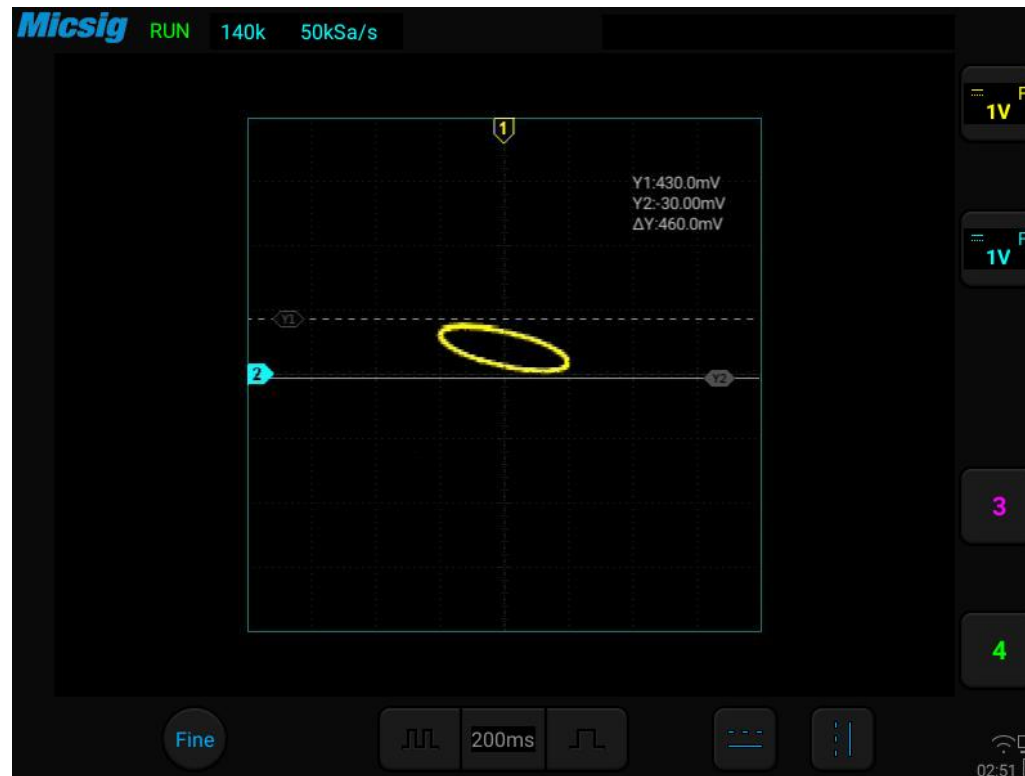 Micsig RUN 140k 50kSa/s
1
Y1:430.0mV
Y2:-30.00mV
ΔY:460.0mV
F
1V
F
1V
Y1
2
Y2
3
4
Fine
200ms
02:51